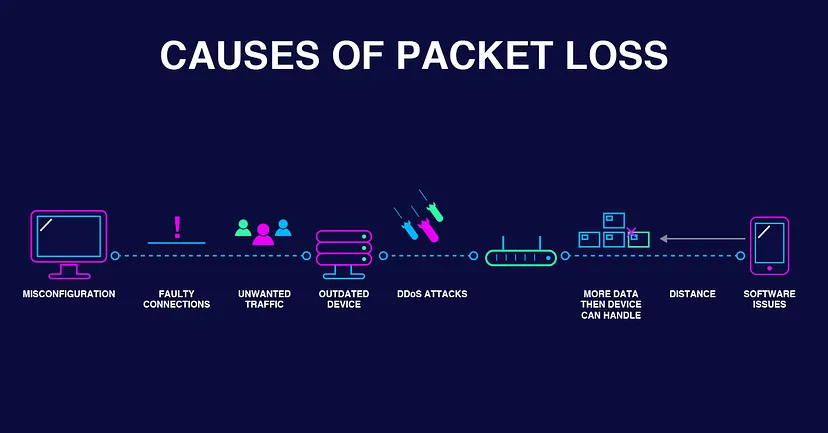 CAUSES OF PACKET LOSS
MISCONFIGURATION
FAULTY
CONNECTIONS
UNWANTED
TRAFFIC
OUTDATED
DEVICE
DDoS ATTACKS
MORE DATA
THEN DEVICE
CAN HANDLE
DISTANCE
SOFTWARE
ISSUES